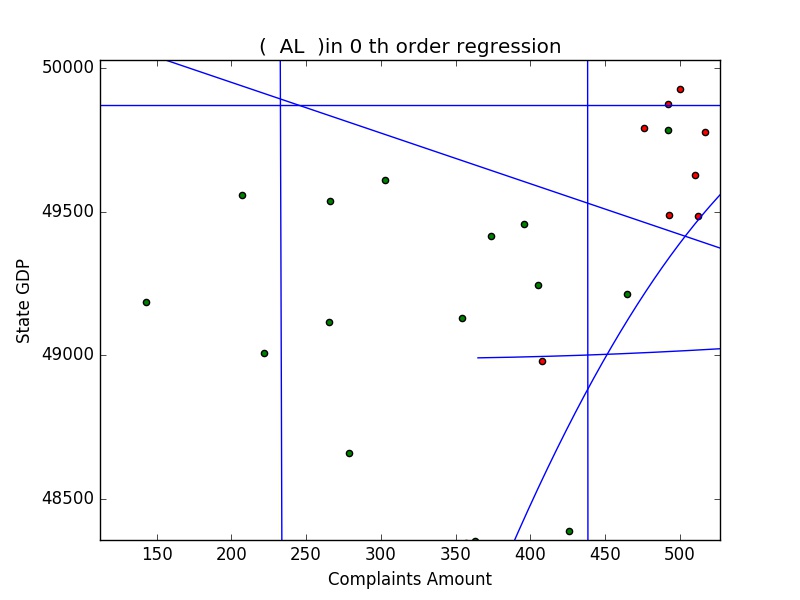 ( AL )in 0 th order regression
50000
49500
49000
48500
State GDP
150 200 250 300 350 400 450 500
Complaints Amount